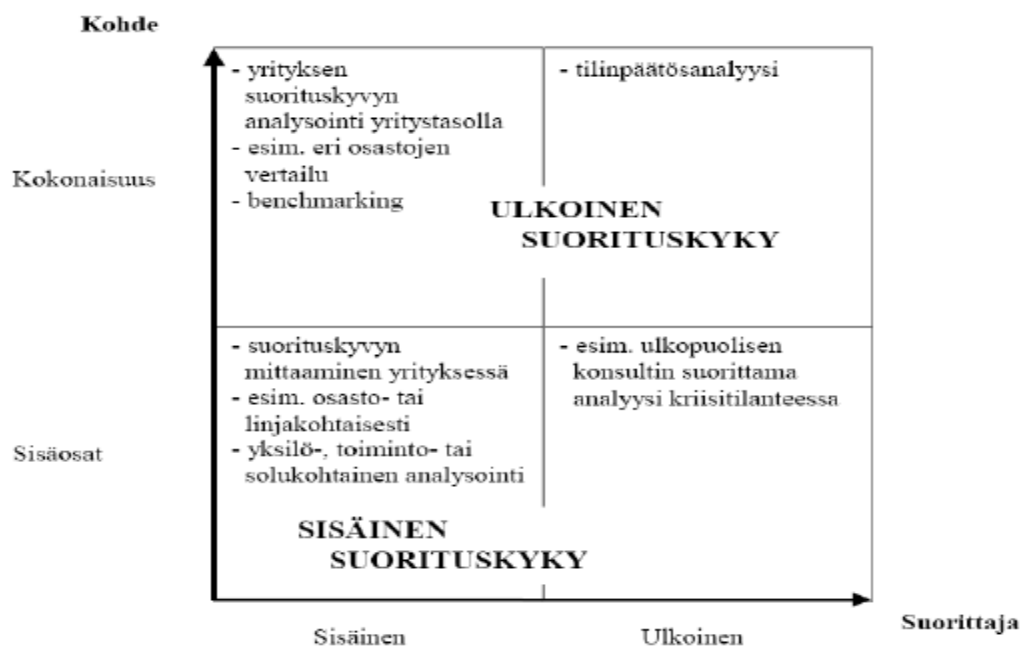 Kohde
- yrityksen
suorituskyvyn
analysointi yritystasolla
- esim. eri osastojen
vertailu
- benchmarking
- tilinpäätösanalyysi
Kokonaisuus
ULKOINEN
SUORITUSKYKY
- suorituskyvyn
mittaaminen yrityksessä
- esim. osasto- tai
linjakohtaisesti
- yksilö-, toiminto- tai
solukohtainen analysointi
- esim. ulkopuolisen
konsultin suorittama
analyysi kriisitilanteessa
Sisäosat
SISÄINEN
SUORITUSKYKY
Suorittaja
Sisäinen
Ulkoinen